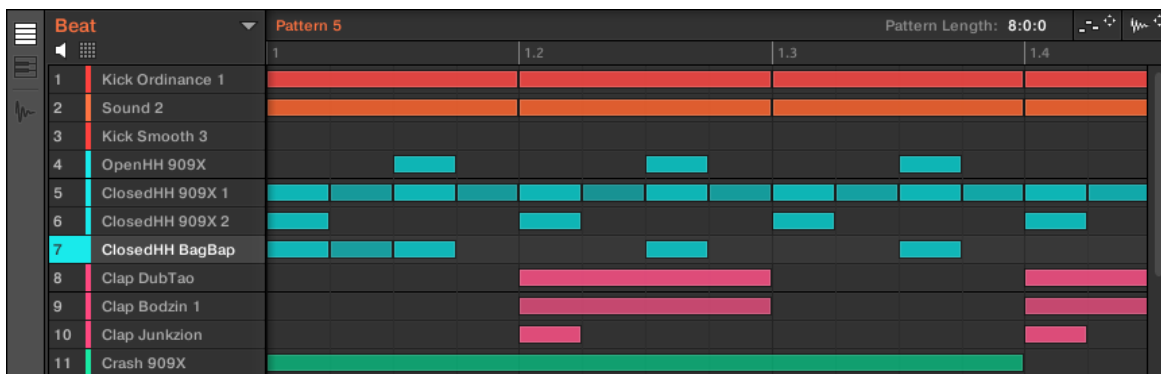 Beat Pattern 5 Pattern Length: 8:0:0
1 1.2 1.3 1.4
1 Kick Ordinance 1
2 Sound 2
3 Kick Smooth 3
4 OpenHH 909X
5 ClosedHH 909X 1
6 ClosedHH 909X 2
7 ClosedHH BagBap
8 Clap DubTao
9 Clap Bodzin 1
10 Clap Junkzion
11 Crash 909X